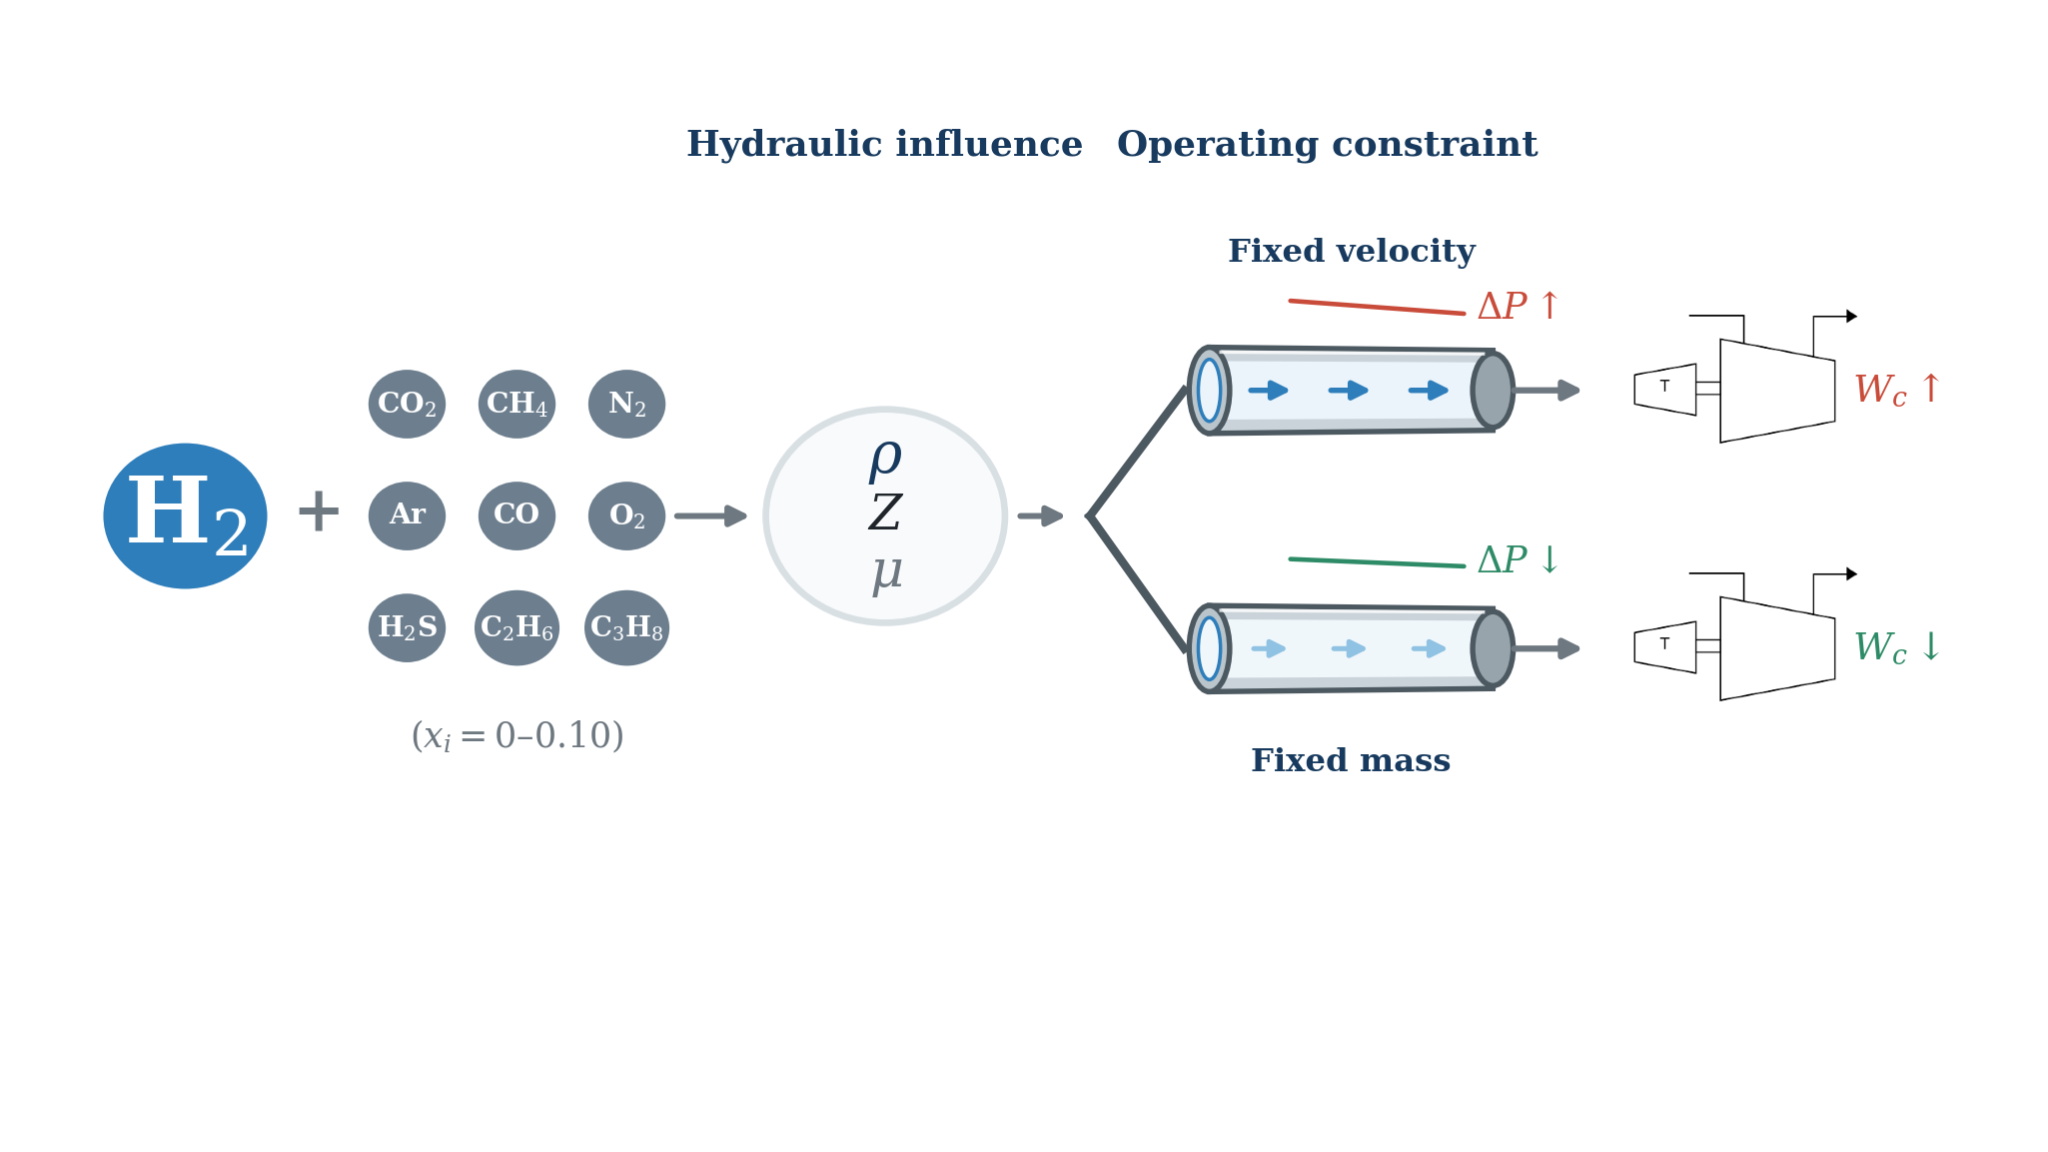 Hydraulic influence Operating constraint
Fixed velocity
ΔP ↑
CO₂ CH₄ N₂
ρ
T
W_c ↑
H₂ + Ar CO O₂
Z
μ
ΔP ↓
H₂S C₂H₆ C₃H₈
T
W_c ↓
(x_i = 0–0.10)
Fixed mass